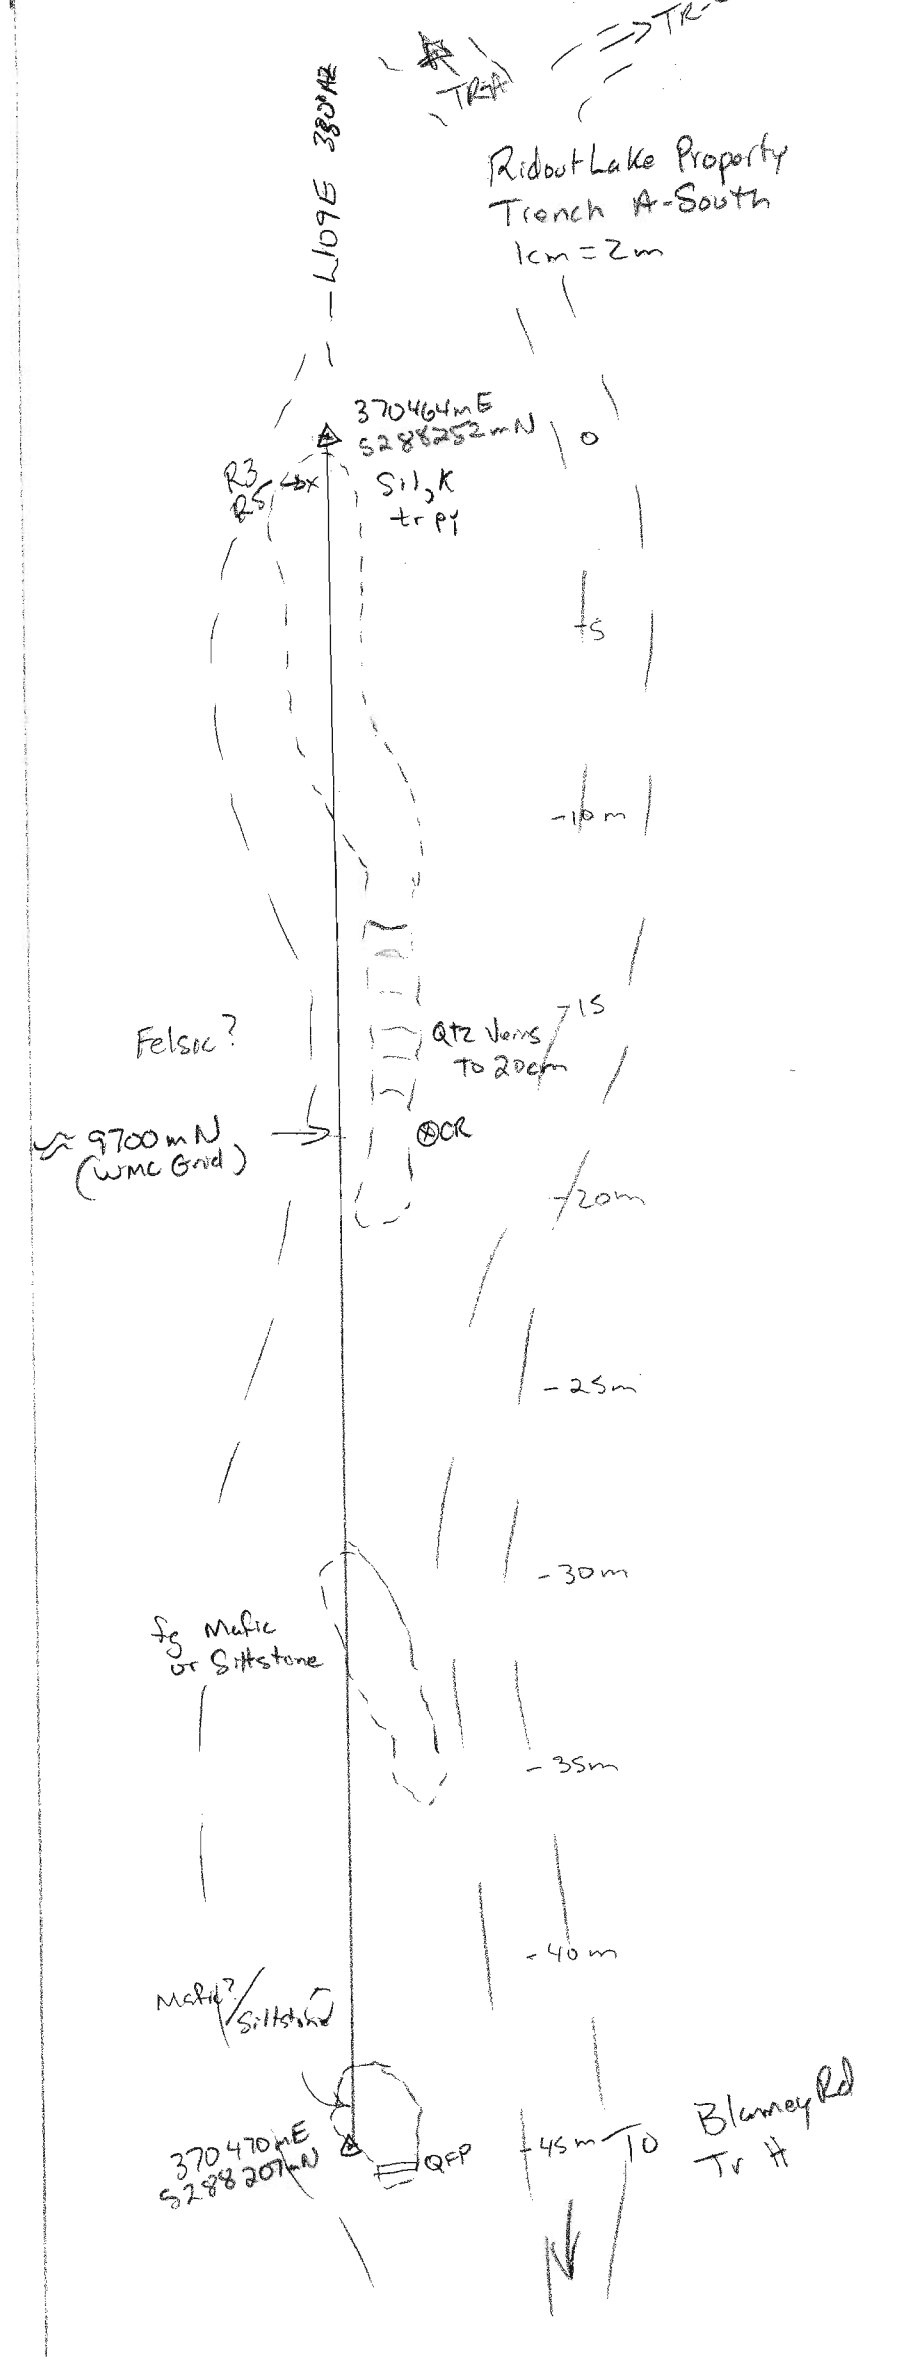 TR-
TR-A
L109E 380°AZ
Ridout Lake Property
Trench A-South
1cm = 2m
370464mE
5288252mN
0
R3
R5
Sil, K
tr py
5
-10m
15
Qtz Veins
to 20cm
Felsic?
≈ 9700mN
(WMC Grid)
CR
20m
-25m
-30m
fg Mafic
or Siltstone
-35m
-40m
Mafic?/
Siltstone
Blamey Rd
Tr H
370470mE
5288207mN
QFP
-45m
TO